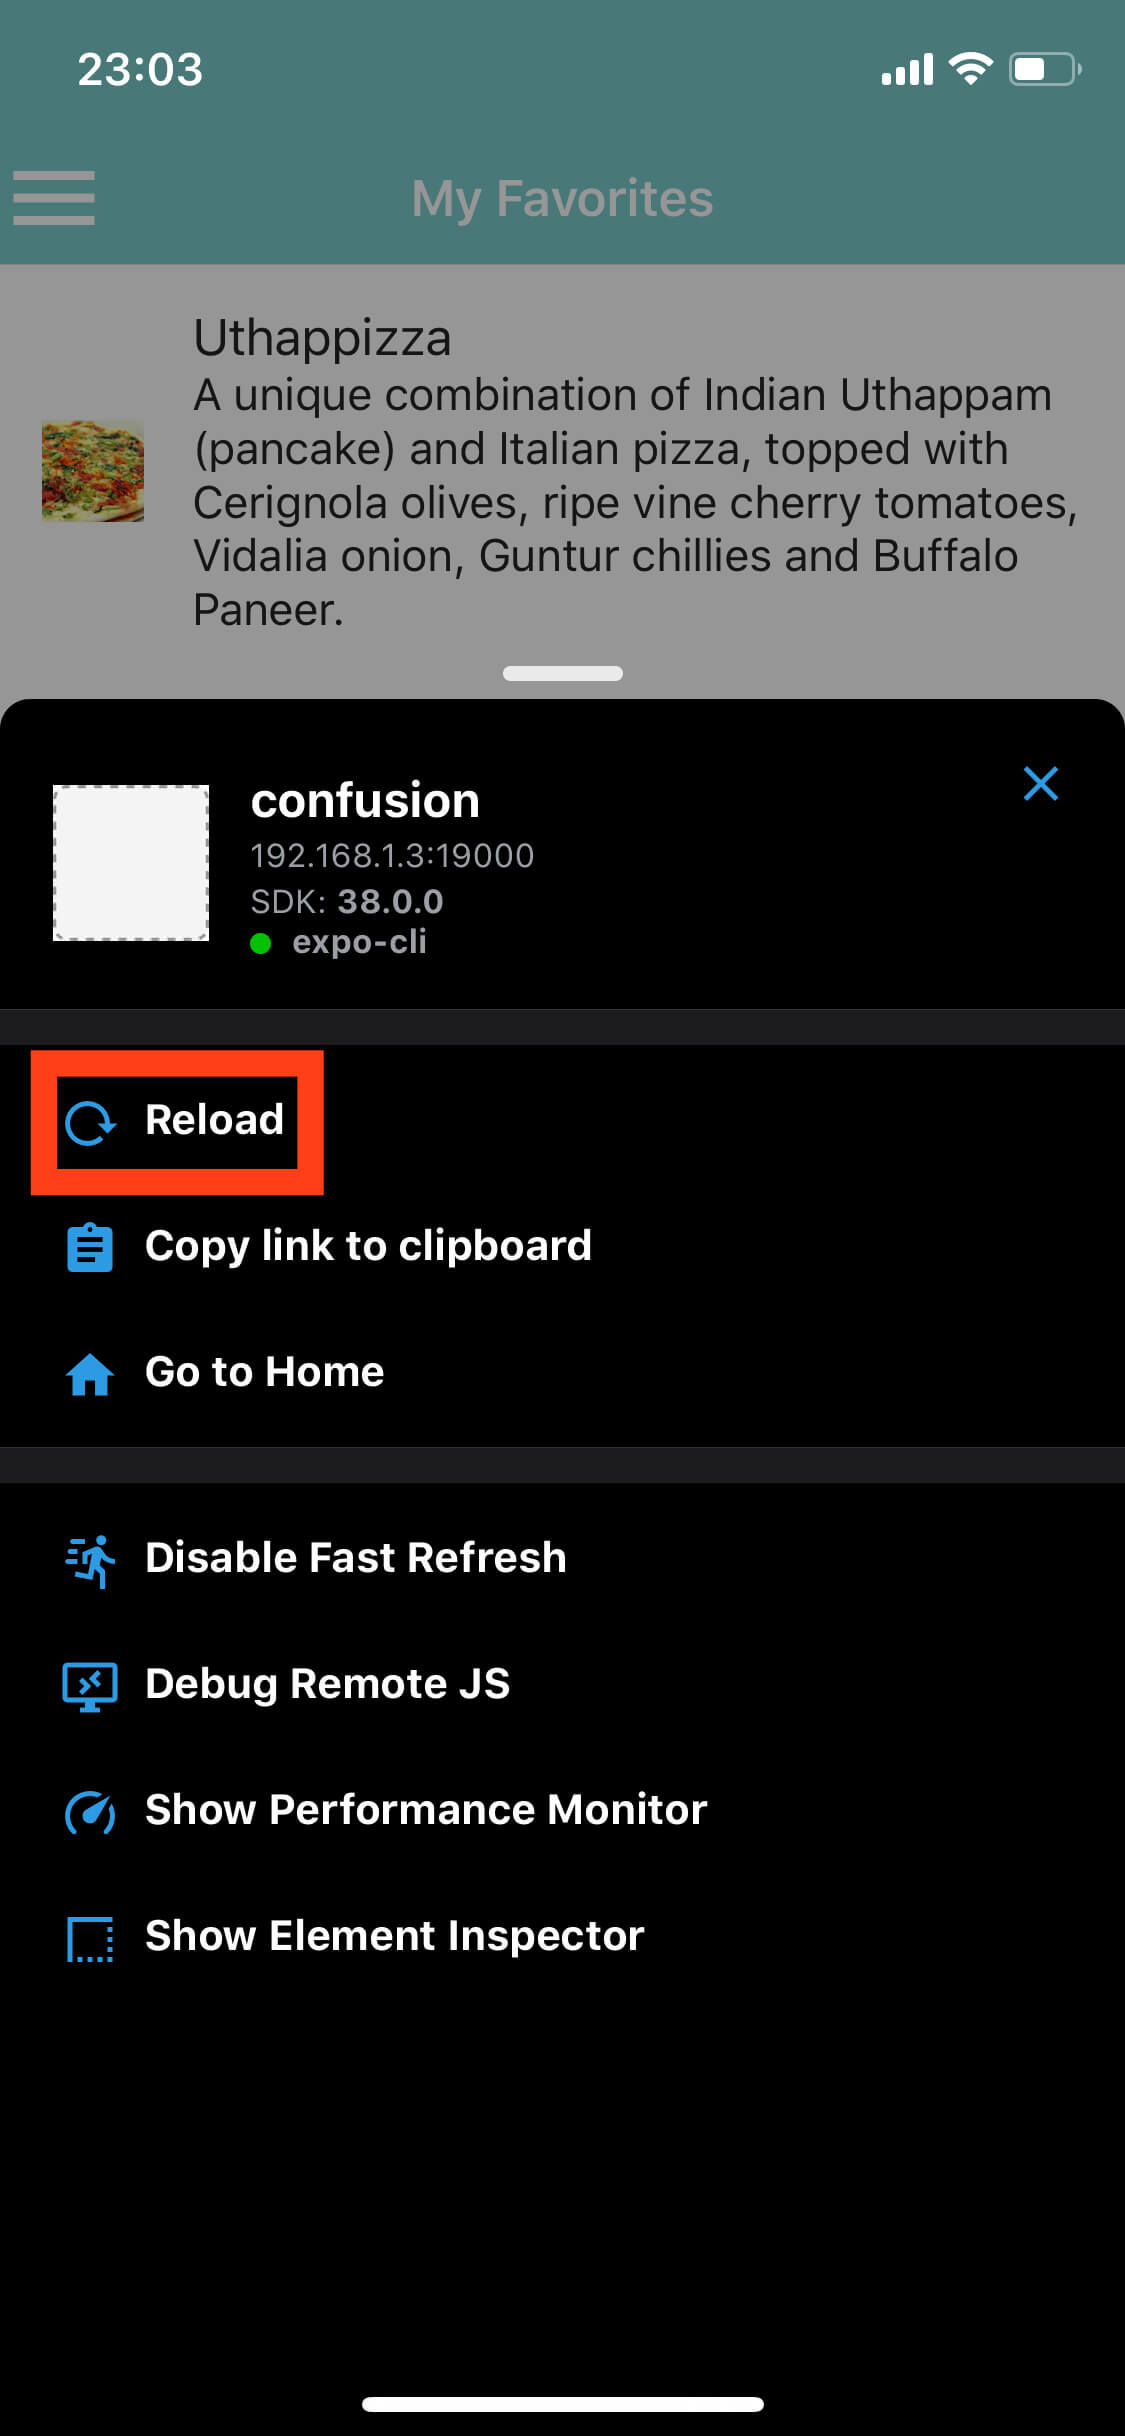 23:03
My Favorites
Uthappizza
A unique combination of Indian Uthappam
(pancake) and Italian pizza, topped with
Cerignola olives, ripe vine cherry tomatoes,
Vidalia onion, Guntur chillies and Buffalo
Paneer.
confusion
192.168.1.3:19000
SDK: 38.0.0
expo-cli
Reload
Copy link to clipboard
Go to Home
Disable Fast Refresh
Debug Remote JS
Show Performance Monitor
Show Element Inspector